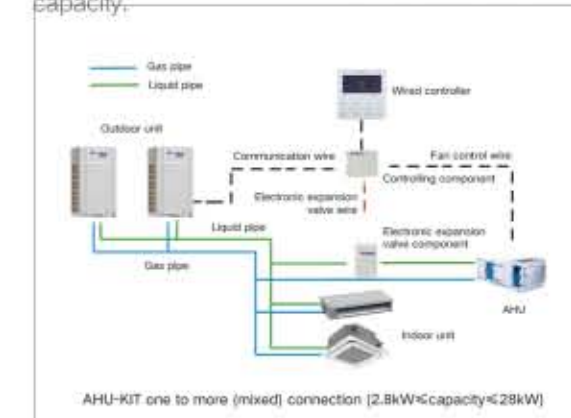 capacity.
Gas pipe
Liquid pipe
Wired controller
Outdoor unit
Communication wire
Fan control wire
Controlling component
Electronic expansion
valve wire
Liquid pipe
Electronic expansion
valve component
Gas pipe
AHU
Indoor unit
AHU-KIT one to more (mixed) connection (2.8kW≤capacity≤28kW)